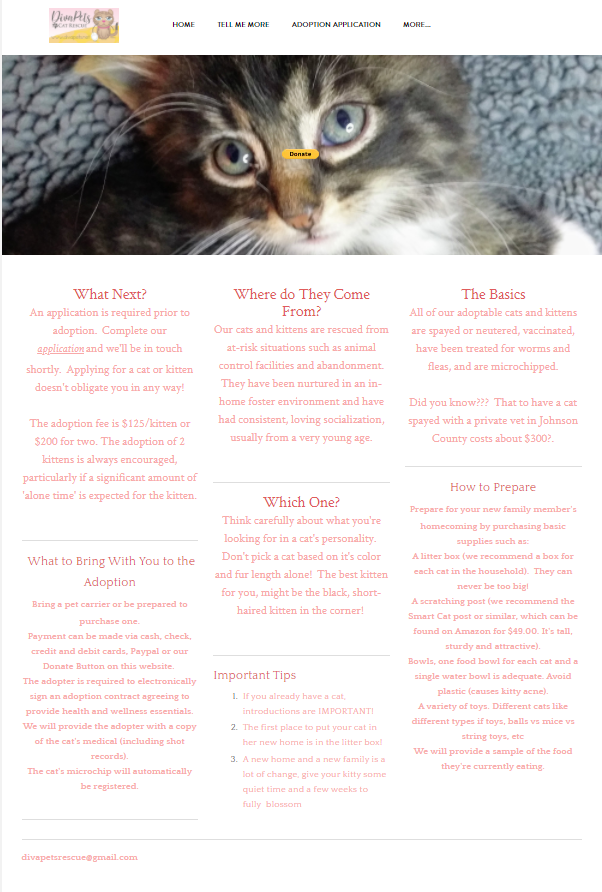 DivaPets
CAT RESCUE
HOME
TELL ME MORE
ADOPTION APPLICATION
MORE...
Donate
What Next?
An application is required prior to
adoption. Complete our
application and we'll be in touch
shortly. Applying for a cat or kitten
doesn't obligate you in any way!
The adoption fee is $125/kitten or
$200 for two. The adoption of 2
kittens is always encouraged,
particularly if a significant amount of
'alone time' is expected for the kitten.
What to Bring With You to the
Adoption
Bring a pet carrier or be prepared to
purchase one.
Payment can be made via cash, check,
credit and debit cards, Paypal or our
Donate Button on this website.
The adopter is required to electronically
sign an adoption contract agreeing to
provide health and wellness essentials.
We will provide the adopter with a copy
of the cat's medical (including shot
records).
The cat's microchip will automatically
be registered.
Where do They Come
From?
Our cats and kittens are rescued from
at-risk situations such as animal
control facilities and abandonment.
They have been nurtured in an in-
home foster environment and have
had consistent, loving socialization,
usually from a very young age.
Which One?
Think carefully about what you're
looking for in a cat's personality.
Don't pick a cat based on it's color
and fur length alone! The best kitten
for you, might be the black, short-
haired kitten in the corner!
Important Tips
1. If you already have a cat,
introductions are IMPORTANT!
2. The first place to put your cat in
her new home is in the litter box!
3. A new home and a new family is a
lot of change, give your kitty some
quiet time and a few weeks to
fully blossom
The Basics
All of our adoptable cats and kittens
are spayed or neutered, vaccinated,
have been treated for worms and
fleas, and are microchipped.
Did you know??? That to have a cat
spayed with a private vet in Johnson
County costs about $300?.
How to Prepare
Prepare for your new family member's
homecoming by purchasing basic
supplies such as:
A litter box (we recommend a box for
each cat in the household). They can
never be too big!
A scratching post (we recommend the
Smart Cat post or similar, which can be
found on Amazon for $49.00. It's tall,
sturdy and attractive).
Bowls, one food bowl for each cat and a
single water bowl is adequate. Avoid
plastic (causes kitty acne).
A variety of toys. Different cats like
different types if toys, balls vs mice vs
string toys, etc
We will provide a sample of the food
they're currently eating.
divapetsrescue@gmail.com